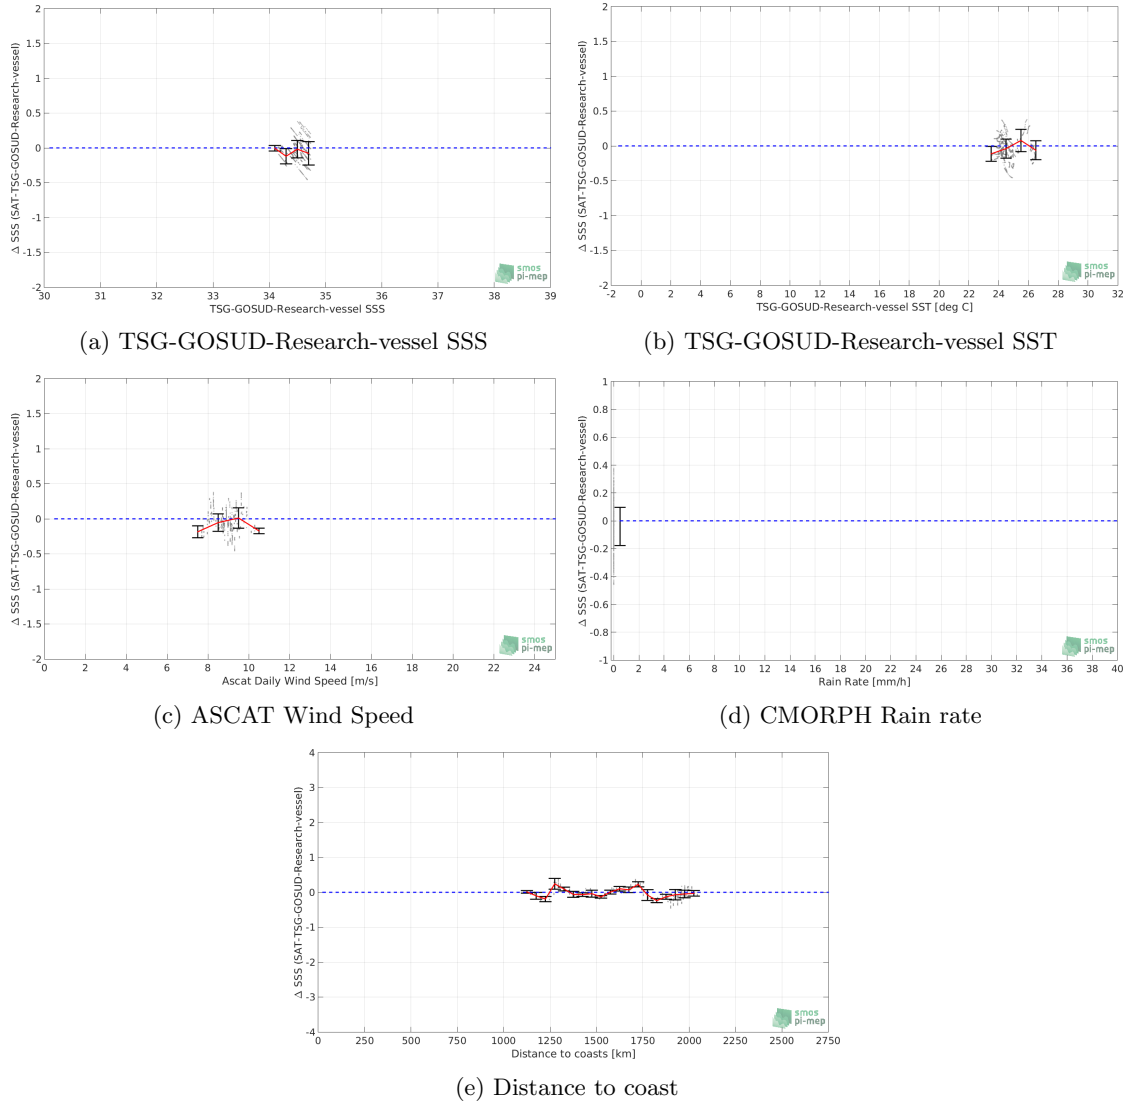 2
1.5
1
0.5
0
-0.5
-1
-1.5
-2
Δ SSS (SAT-TSG-GOSUD-Research-vessel)
30 31 32 33 34 35 36 37 38 39
TSG-GOSUD-Research-vessel SSS
smos
pi-mep
(a) TSG-GOSUD-Research-vessel SSS
2
1.5
1
0.5
0
-0.5
-1
-1.5
-2
Δ SSS (SAT-TSG-GOSUD-Research-vessel)
-2 0 2 4 6 8 10 12 14 16 18 20 22 24 26 28 30 32
TSG-GOSUD-Research-vessel SST [deg C]
smos
pi-mep
(b) TSG-GOSUD-Research-vessel SST
2
1.5
1
0.5
0
-0.5
-1
-1.5
-2
Δ SSS (SAT-TSG-GOSUD-Research-vessel)
0 2 4 6 8 10 12 14 16 18 20 22 24
Ascat Daily Wind Speed [m/s]
smos
pi-mep
(c) ASCAT Wind Speed
1
0.8
0.6
0.4
0.2
0
-0.2
-0.4
-0.6
-0.8
-1
Δ SSS (SAT-TSG-GOSUD-Research-vessel)
0 2 4 6 8 10 12 14 16 18 20 22 24 26 28 30 32 34 36 38 40
Rain Rate [mm/h]
smos
pi-mep
(d) CMORPH Rain rate
4
3
2
1
0
-1
-2
-3
-4
Δ SSS (SAT-TSG-GOSUD-Research-vessel)
0 250 500 750 1000 1250 1500 1750 2000 2250 2500 2750
Distance to coasts [km]
smos
pi-mep
(e) Distance to coast